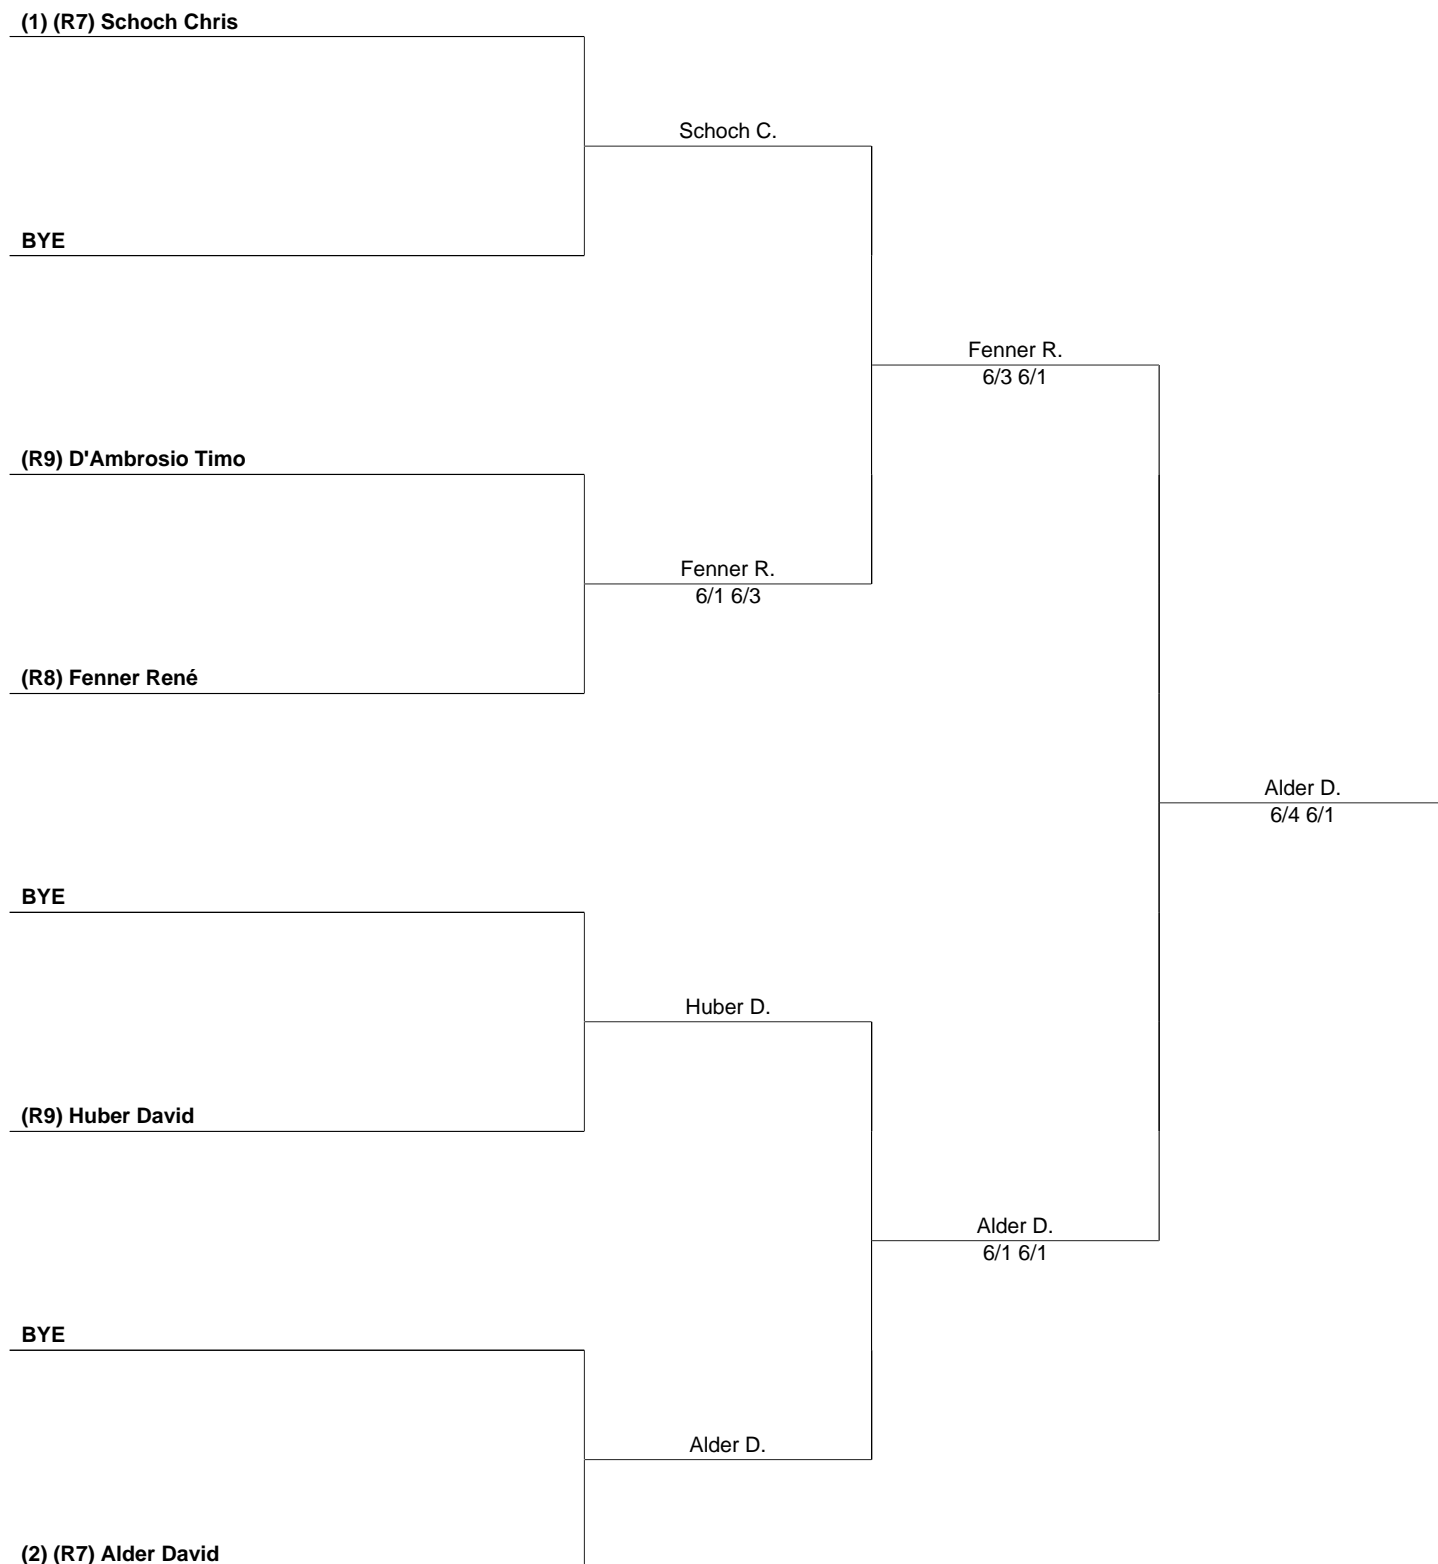 (1) (R7) Schoch Chris
Schoch C.
BYE
Fenner R.
6/3 6/1
(R9) D'Ambrosio Timo
Fenner R.
6/1 6/3
(R8) Fenner René
Alder D.
6/4 6/1
BYE
Huber D.
(R9) Huber David
Alder D.
6/1 6/1
BYE
Alder D.
(2) (R7) Alder David